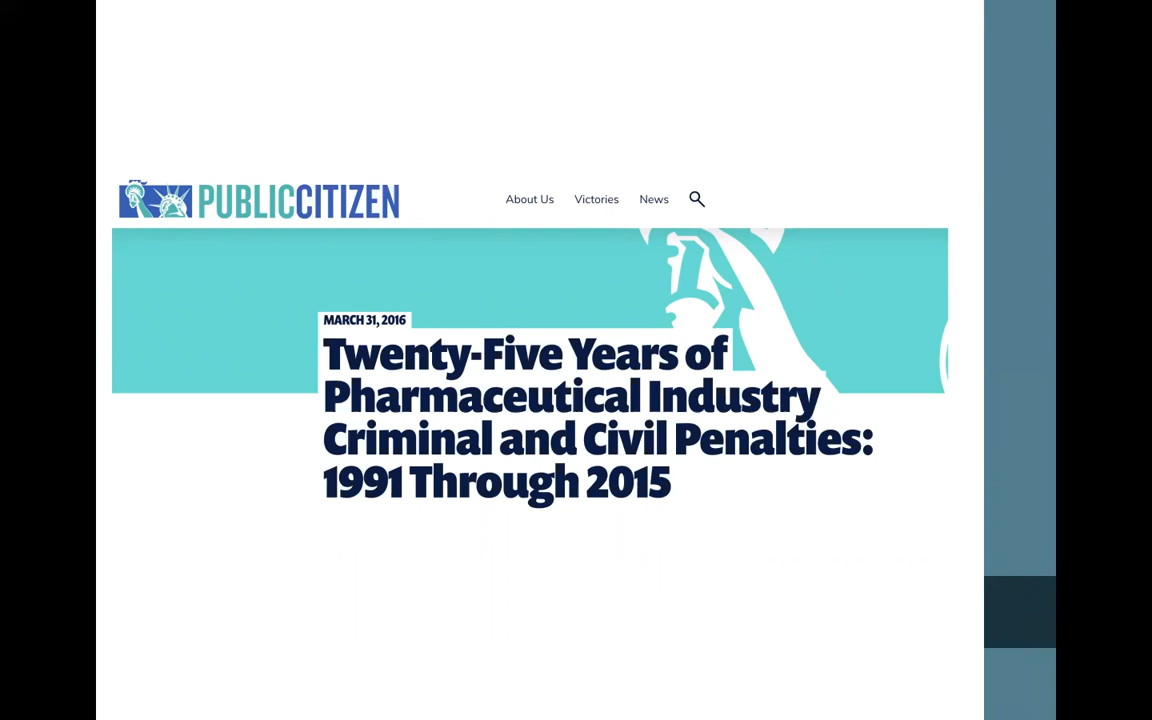 PUBLICCITIZEN
About Us Victories News
MARCH 31, 2016
Twenty-Five Years of
Pharmaceutical Industry
Criminal and Civil Penalties:
1991 Through 2015